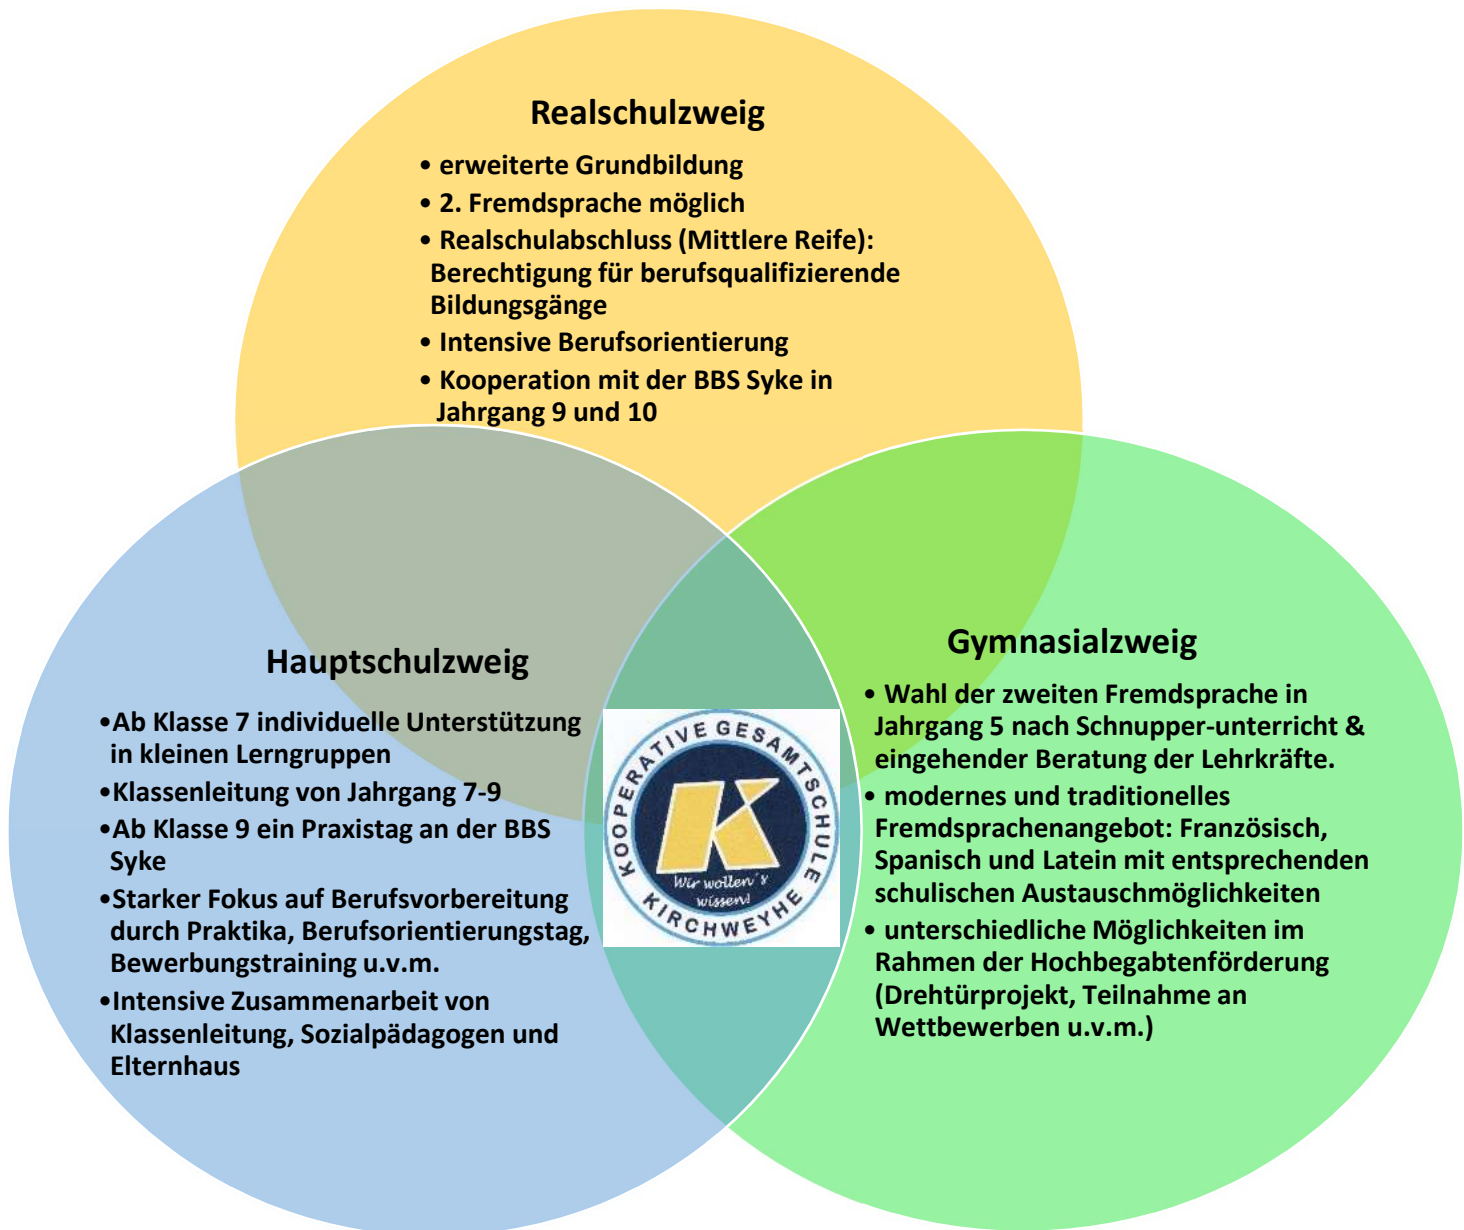 Realschulzweig
• erweiterte Grundbildung
• 2. Fremdsprache möglich
• Realschulabschluss (Mittlere Reife):
Berechtigung für berufsqualifizierende
Bildungsgänge
• Intensive Berufsorientierung
• Kooperation mit der BBS Syke in
Jahrgang 9 und 10
Hauptschulzweig
•Ab Klasse 7 individuelle Unterstützung
in kleinen Lerngruppen
•Klassenleitung von Jahrgang 7-9
•Ab Klasse 9 ein Praxistag an der BBS
Syke
•Starker Fokus auf Berufsvorbereitung
durch Praktika, Berufsorientierungstag,
Bewerbungstraining u.v.m.
•Intensive Zusammenarbeit von
Klassenleitung, Sozialpädagogen und
Elternhaus
KOOPERATIVE GESAMTSCHULE
Wir wollen´s
wissen!
KIRCHWEYHE
Gymnasialzweig
• Wahl der zweiten Fremdsprache in
Jahrgang 5 nach Schnupper-unterricht &
eingehender Beratung der Lehrkräfte.
• modernes und traditionelles
Fremdsprachenangebot: Französisch,
Spanisch und Latein mit entsprechenden
schulischen Austauschmöglichkeiten
• unterschiedliche Möglichkeiten im
Rahmen der Hochbegabtenförderung
(Drehtürprojekt, Teilnahme an
Wettbewerben u.v.m.)